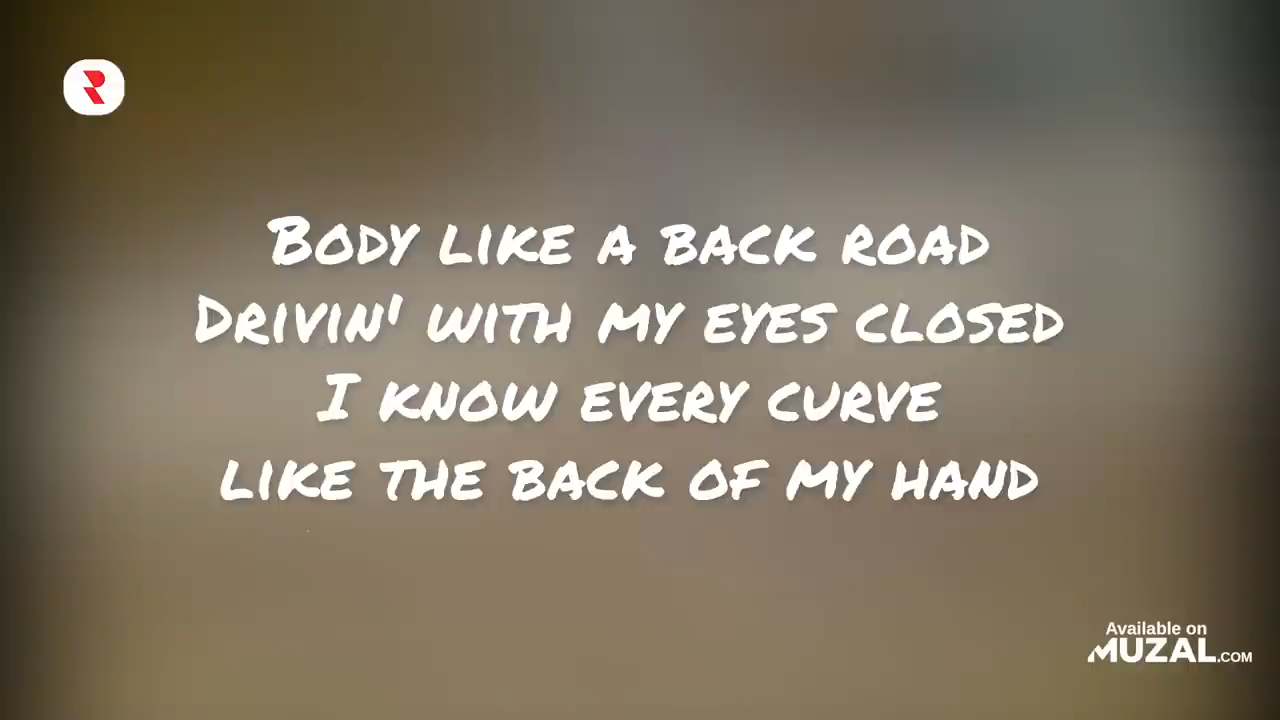 Body like a back road
Drivin' with my eyes closed
I know every curve
like the back of my hand
Available on
MUZAL.COM